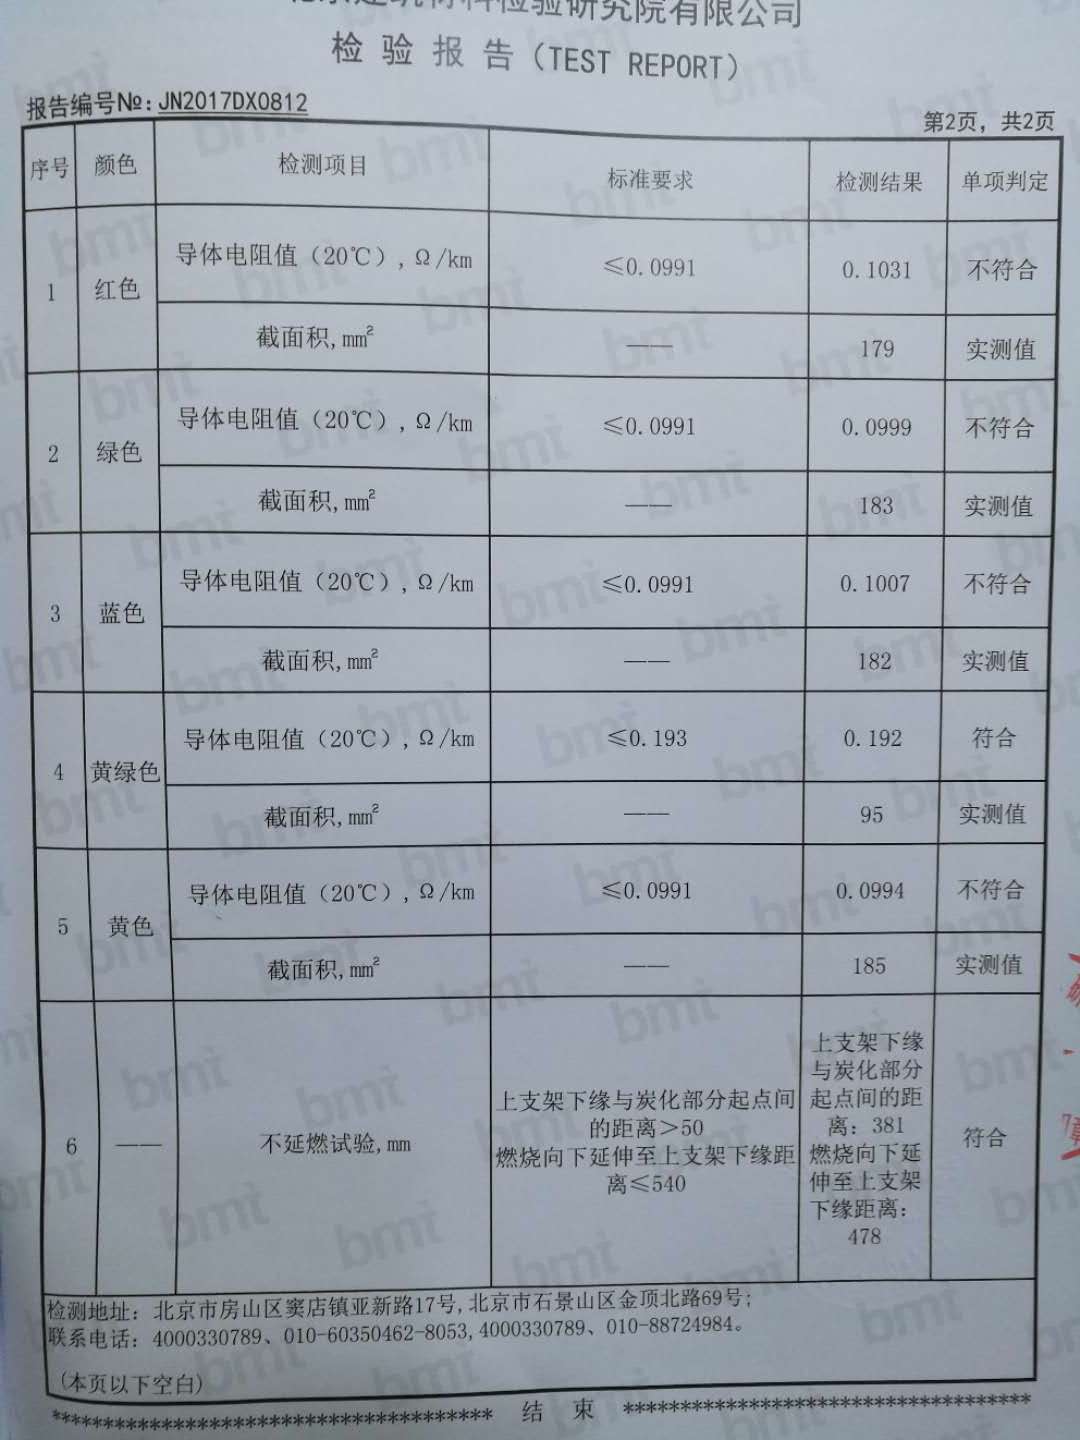 检验研究院有限公司
检 验 报 告（TEST REPORT）
报告编号№：JN2017DX0812
第2页，共2页
序号 颜色 检测项目 标准要求 检测结果 单项判定
1 红色 导体电阻值（20℃）, Ω/km ≤0.0991 0.1031 不符合
截面积, mm² —— 179 实测值
2 绿色 导体电阻值（20℃）, Ω/km ≤0.0991 0.0999 不符合
截面积, mm² —— 183 实测值
3 蓝色 导体电阻值（20℃）, Ω/km ≤0.0991 0.1007 不符合
截面积, mm² —— 182 实测值
4 黄绿色 导体电阻值（20℃）, Ω/km ≤0.193 0.192 符合
截面积, mm² —— 95 实测值
5 黄色 导体电阻值（20℃）, Ω/km ≤0.0991 0.0994 不符合
截面积, mm² —— 185 实测值
6 —— 不延燃试验, mm
上支架下缘与炭化部分起点间
的距离＞50
燃烧向下延伸至上支架下缘距
离≤540
上支架下缘
与炭化部分
起点间的距
离：381
燃烧向下延
伸至上支架
下缘距离：
478
符合
检测地址：北京市房山区窦店镇亚新路17号, 北京市石景山区金顶北路69号;
联系电话：4000330789、010-60350462-8053, 4000330789、010-88724984。
（本页以下空白）
************************************** 结 束 ************************************
bmt